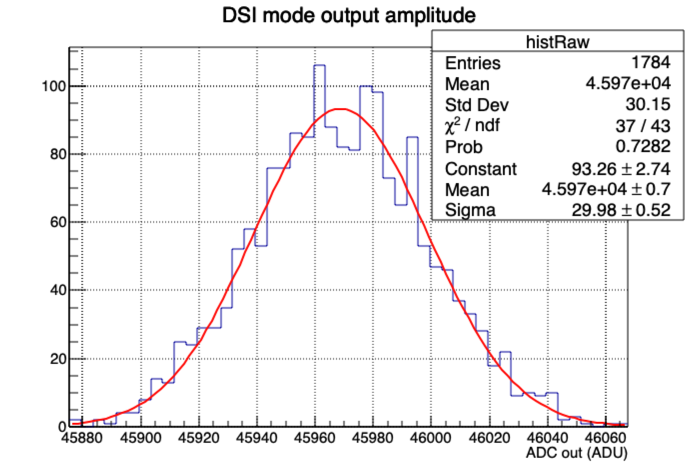 DSI mode output amplitude
histRaw
Entries 1784
Mean 4.597e+04
Std Dev 30.15
χ² / ndf 37 / 43
Prob 0.7282
Constant 93.26 ± 2.74
Mean 4.597e+04 ± 0.7
Sigma 29.98 ± 0.52
100
80
60
40
20
0
45880 45900 45920 45940 45960 45980 46000 46020 46040 46060
ADC out (ADU)